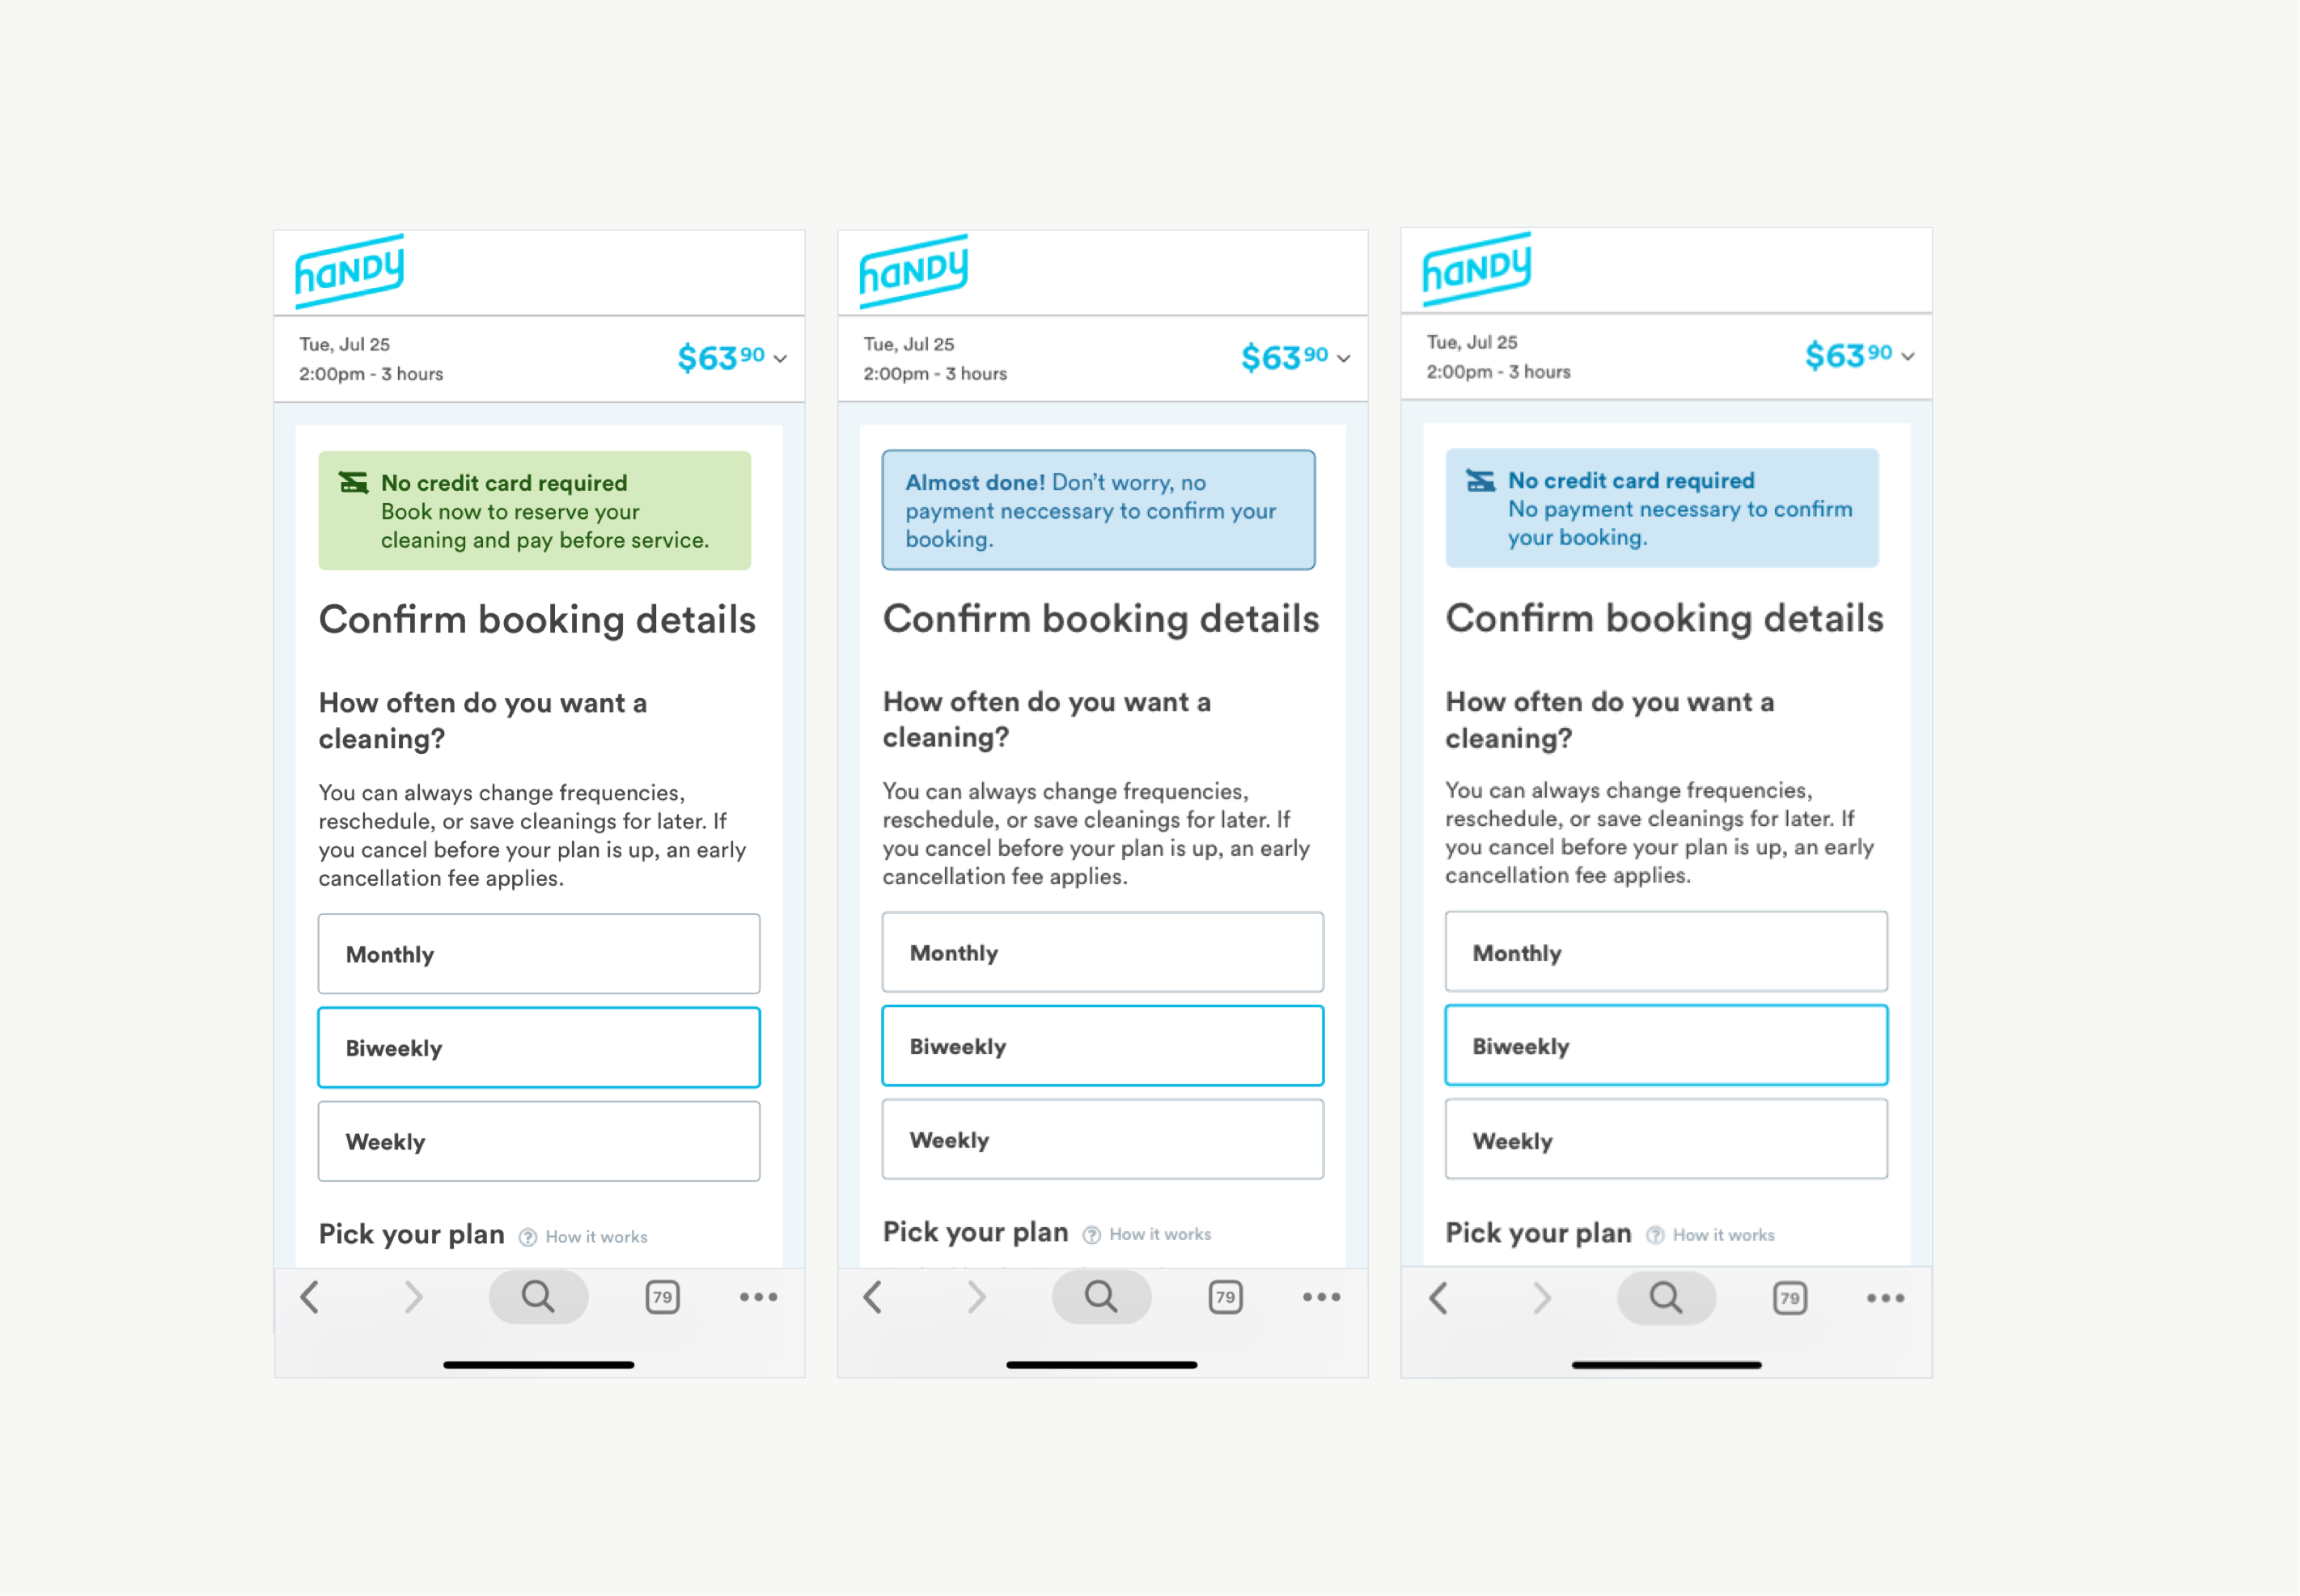 hANDY
Tue, Jul 25
2:00pm - 3 hours
$63 90
No credit card required
Book now to reserve your
cleaning and pay before service.
Confirm booking details
How often do you want a
cleaning?
You can always change frequencies,
reschedule, or save cleanings for later. If
you cancel before your plan is up, an early
cancellation fee applies.
Monthly
Biweekly
Weekly
Pick your plan ? How it works
79
hANDY
Tue, Jul 25
2:00pm - 3 hours
$63 90
Almost done! Don’t worry, no
payment neccessary to confirm your
booking.
Confirm booking details
How often do you want a
cleaning?
You can always change frequencies,
reschedule, or save cleanings for later. If
you cancel before your plan is up, an early
cancellation fee applies.
Monthly
Biweekly
Weekly
Pick your plan ? How it works
79
hANDY
Tue, Jul 25
2:00pm - 3 hours
$63 90
No credit card required
No payment necessary to confirm
your booking.
Confirm booking details
How often do you want a
cleaning?
You can always change frequencies,
reschedule, or save cleanings for later. If
you cancel before your plan is up, an early
cancellation fee applies.
Monthly
Biweekly
Weekly
Pick your plan ? How it works
79